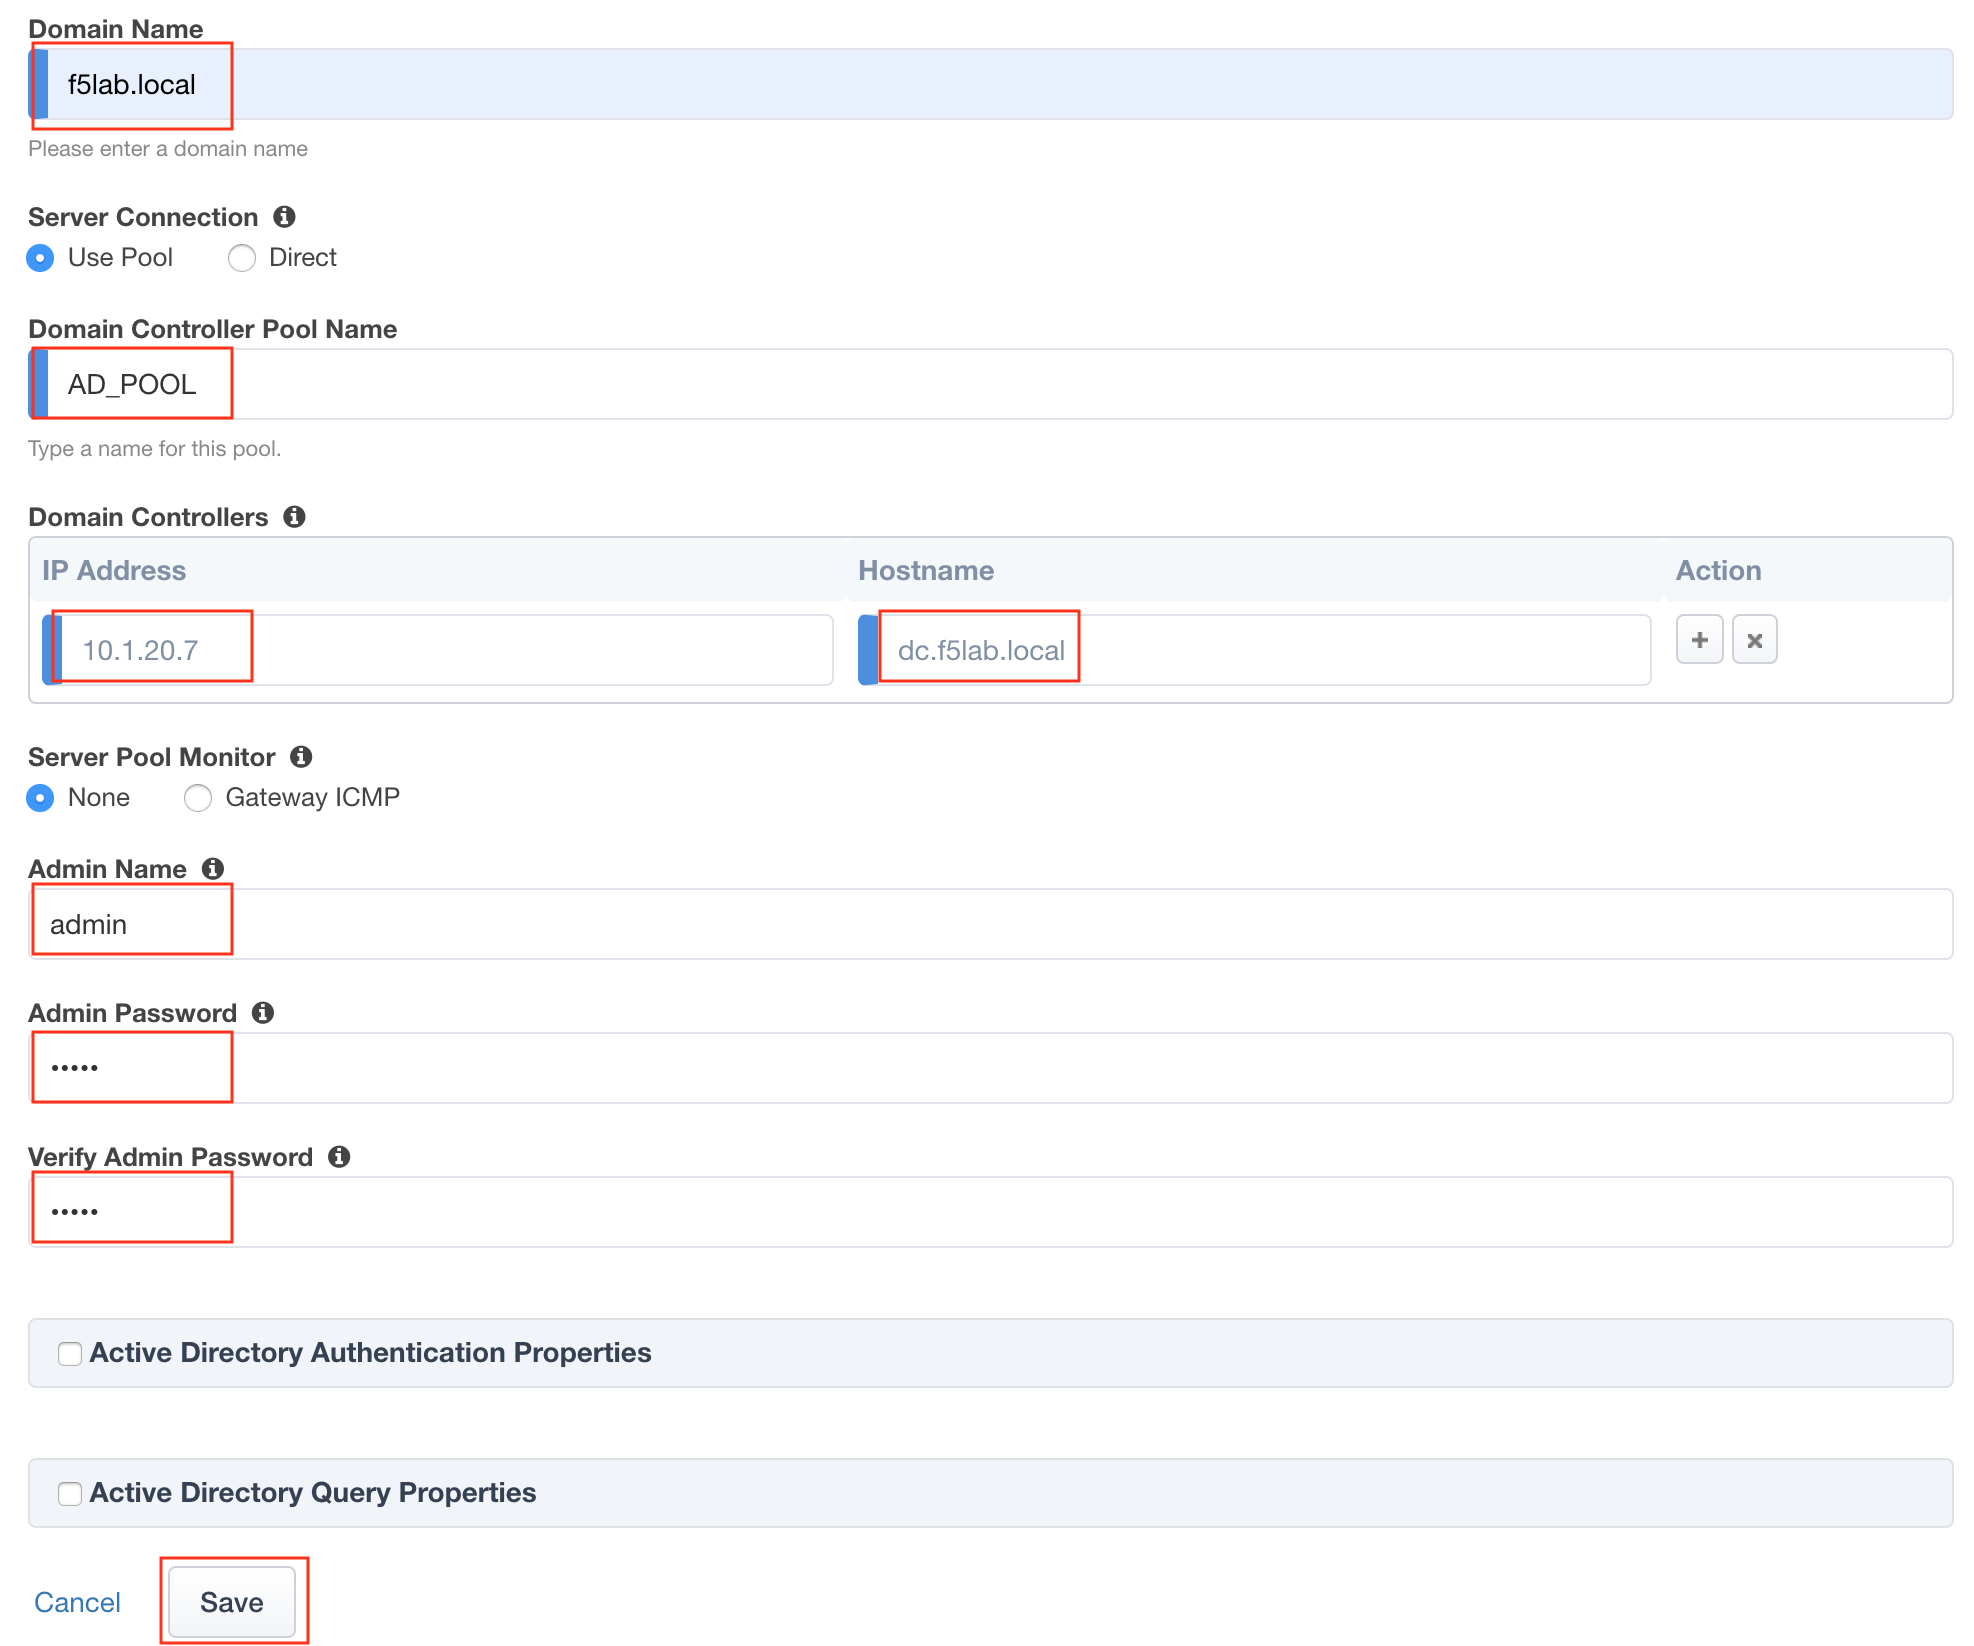 Domain Name
f5lab.local
Please enter a domain name
Server Connection
Use Pool Direct
Domain Controller Pool Name
AD_POOL
Type a name for this pool.
Domain Controllers
IP Address Hostname Action
10.1.20.7 dc.f5lab.local
Server Pool Monitor
None Gateway ICMP
Admin Name
admin
Admin Password
•••••
Verify Admin Password
•••••
Active Directory Authentication Properties
Active Directory Query Properties
Cancel Save